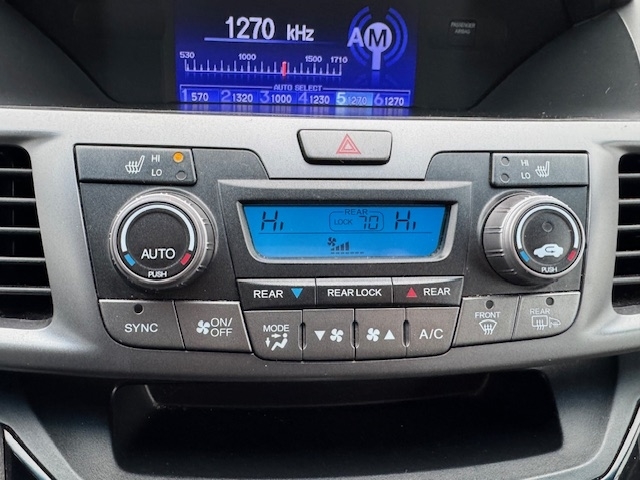 1270 kHz
AM
530 1000 1500 1710
AUTO SELECT
1 570 2 1320 3 1000 4 1230 5 1270 6 1270
PASSENGER
AIRBAG
HI
LO
HI
LO
AUTO
PUSH
REAR
Hi LOCK 70 Hi
PUSH
REAR REAR LOCK REAR
SYNC
ON/
OFF
MODE
A/C
FRONT
REAR